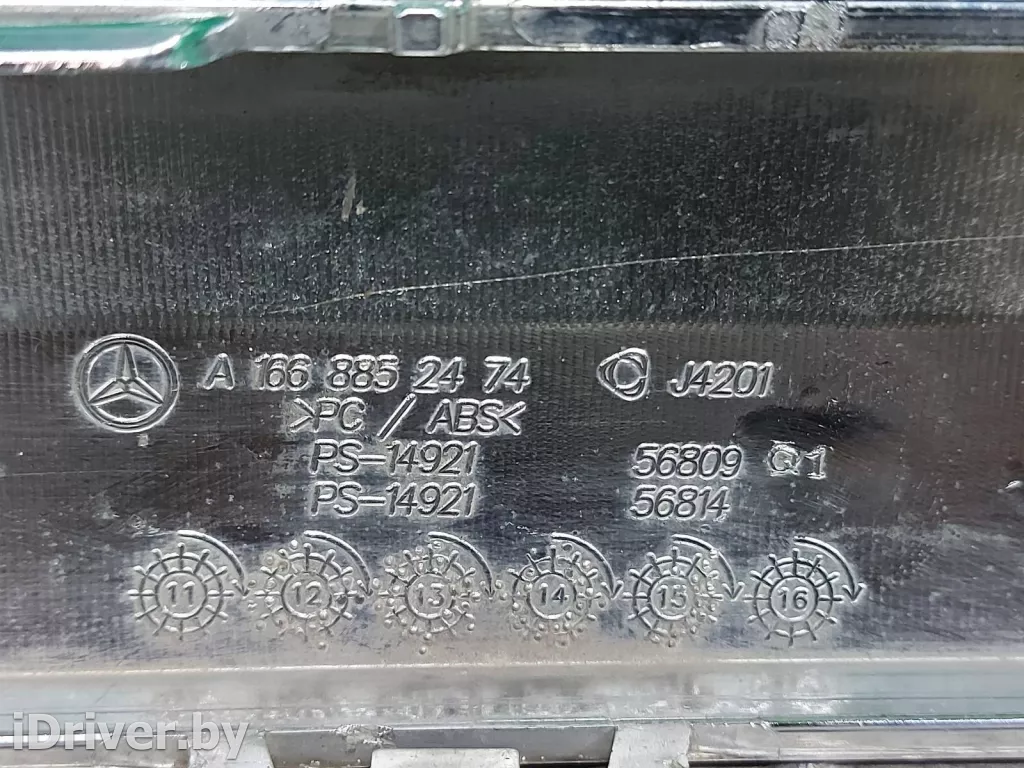 A 166 885 24 74 J4201
>PC / ABS<
PS-14921 56809 G1
PS-14921 56814
11 12 13 14 15 16
iDriver.by